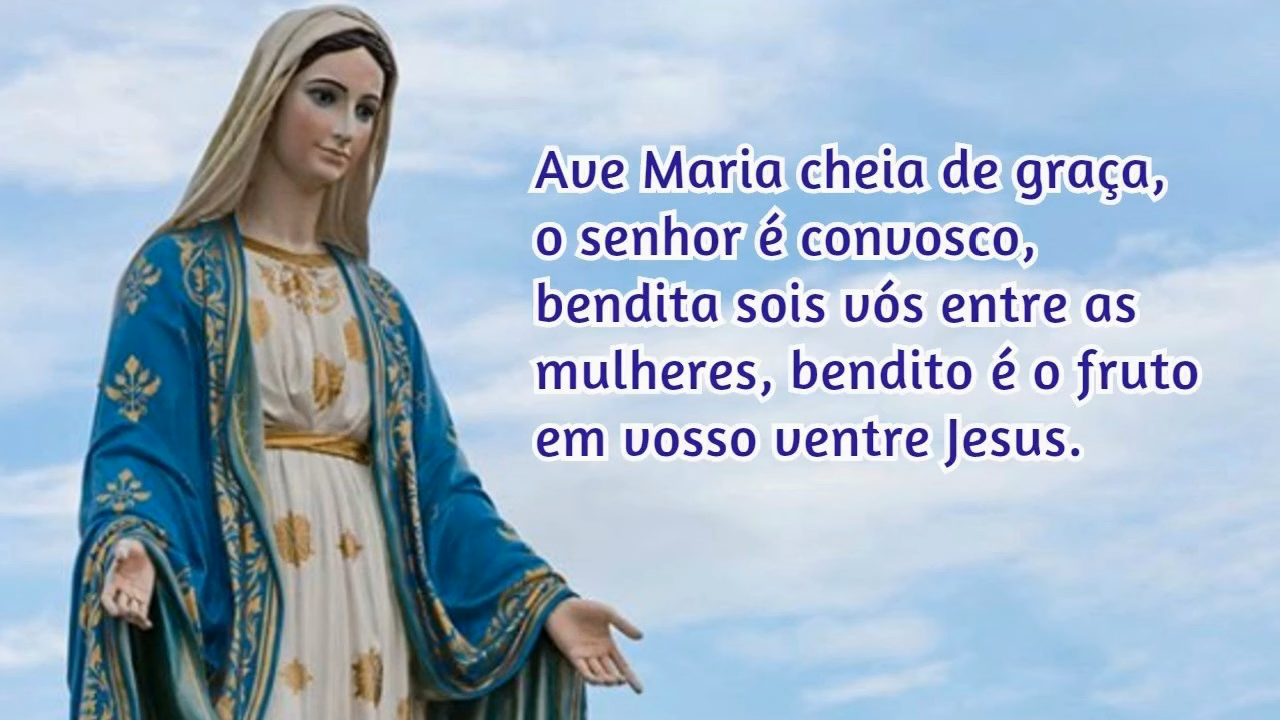 Ave Maria cheia de graça,
o senhor é convosco,
bendita sois vós entre as
mulheres, bendito é o fruto
em vosso ventre Jesus.